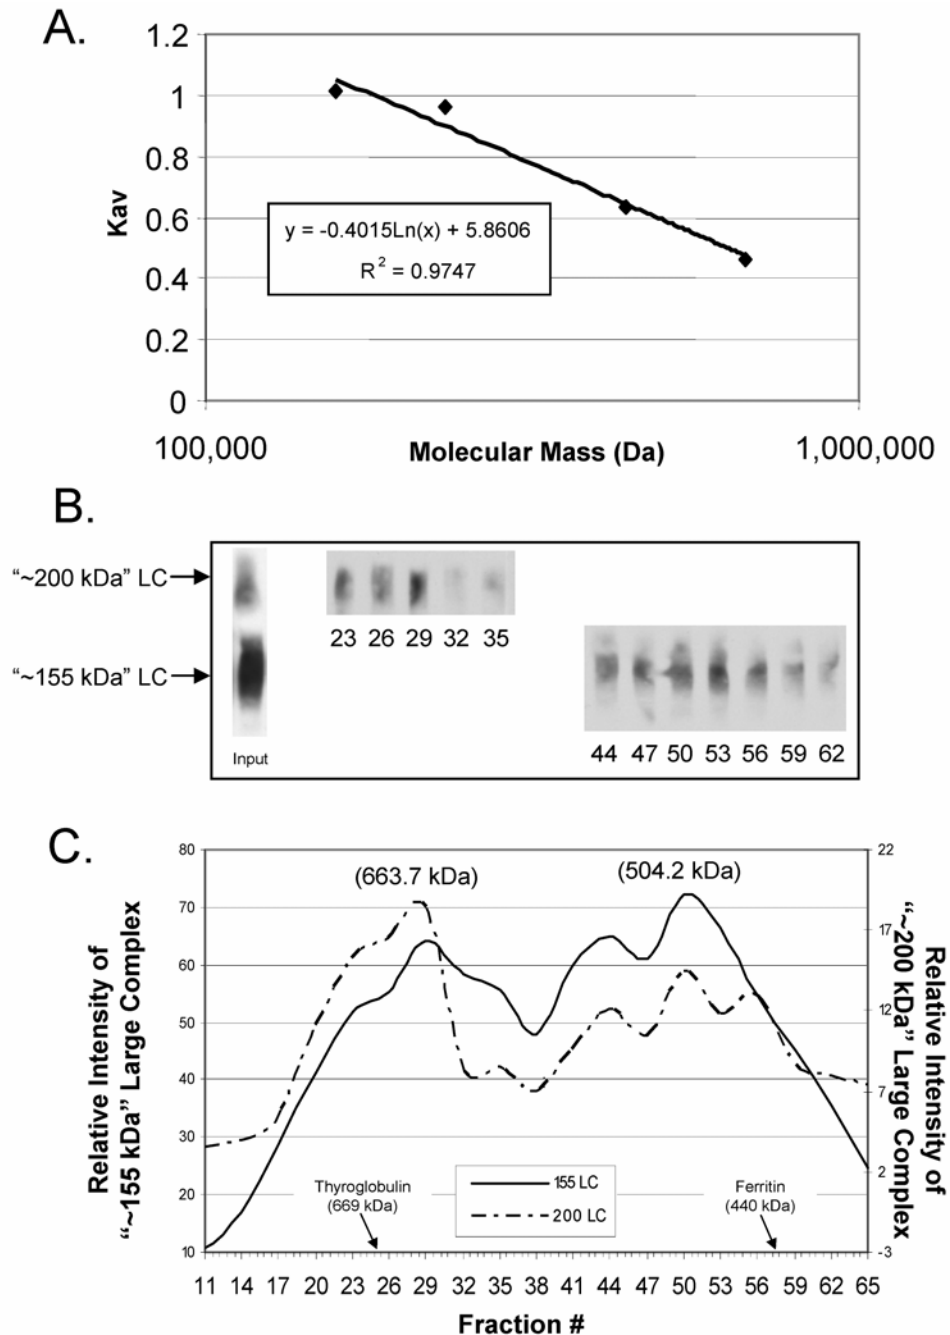 A.
1.2
1
0.8
0.6
0.4
0.2
0
Kav
y = -0.4015Ln(x) + 5.8606
R² = 0.9747
100,000
Molecular Mass (Da)
1,000,000
B.
"~200 kDa" LC
"~155 kDa" LC
Input
23 26 29 32 35
44 47 50 53 56 59 62
C.
Relative Intensity of
"~155 kDa" Large Complex
80
70
60
50
40
30
20
10
(663.7 kDa)
(504.2 kDa)
Thyroglobulin
(669 kDa)
155 LC
200 LC
Ferritin
(440 kDa)
22
17
12
7
2
-3
Relative Intensity of
"~200 kDa" Large Complex
11 14 17 20 23 26 29 32 35 38 41 44 47 50 53 56 59 62 65
Fraction #